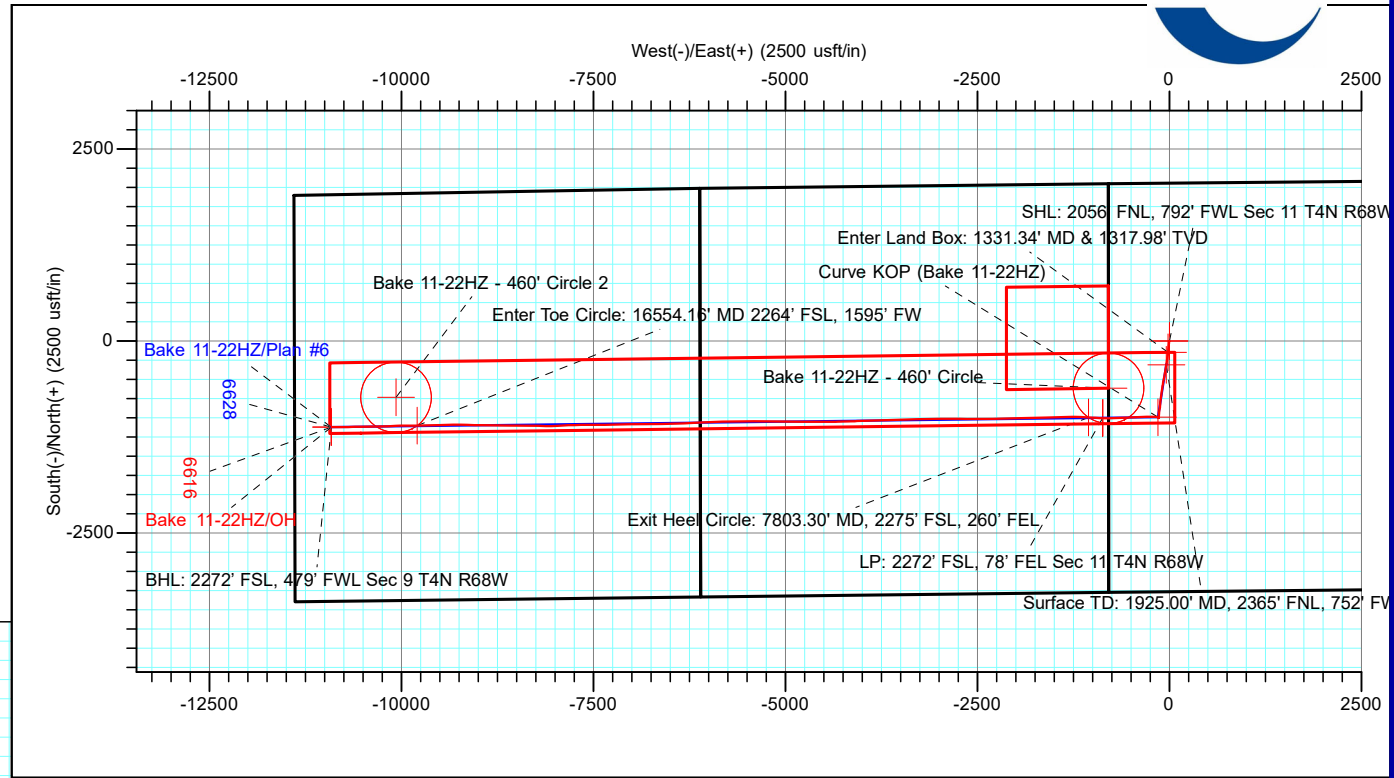 West(-)/East(+) (2500 usft/in)
-12500 -10000 -7500 -5000 -2500 0 2500
2500
0
-2500
South(-)/North(+) (2500 usft/in)
SHL: 2056' FNL, 792' FWL Sec 11 T4N R68W
Enter Land Box: 1331.34' MD & 1317.98' TVD
Curve KOP (Bake 11-22HZ)
Bake 11-22HZ - 460' Circle 2
Enter Toe Circle: 16554.16' MD 2264' FSL, 1595' FW
Bake 11-22HZ/Plan #6
Bake 11-22HZ - 460' Circle
6628
6616
Bake 11-22HZ/OH
Exit Heel Circle: 7803.30' MD, 2275' FSL, 260' FEL
LP: 2272' FSL, 78' FEL Sec 11 T4N R68W
BHL: 2272' FSL, 479' FWL Sec 9 T4N R68W
Surface TD: 1925.00' MD, 2365' FNL, 752' FW
-12500 -10000 -7500 -5000 -2500 0 2500